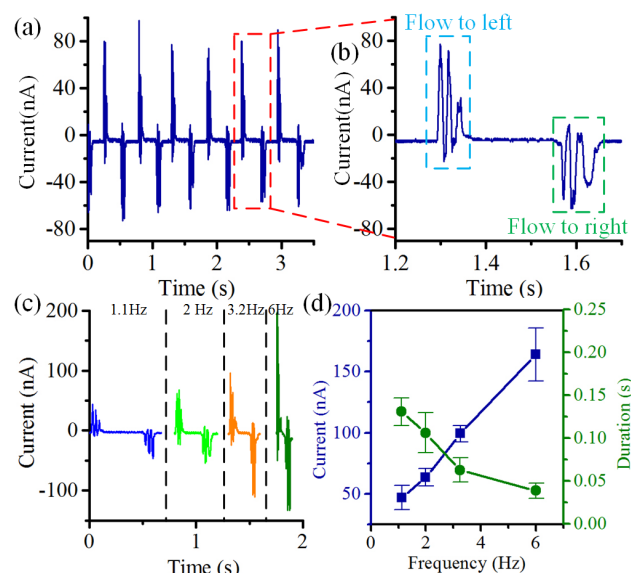 (a)
80
40
0
-40
-80
Current(nA)
0 1 2 3
Time (s)
(b)
Flow to left
Flow to right
80
40
0
-40
-80
Current(nA)
1.2 1.4 1.6
Time (s)
(c)
1.1Hz 2 Hz 3.2Hz 6Hz
200
100
0
-100
Current (nA)
0 1 2
Time (s)
(d)
200
150
100
50
Current (nA)
0.25
0.20
0.15
0.10
0.05
0.00
Duration (s)
0 2 4 6
Frequency (Hz)